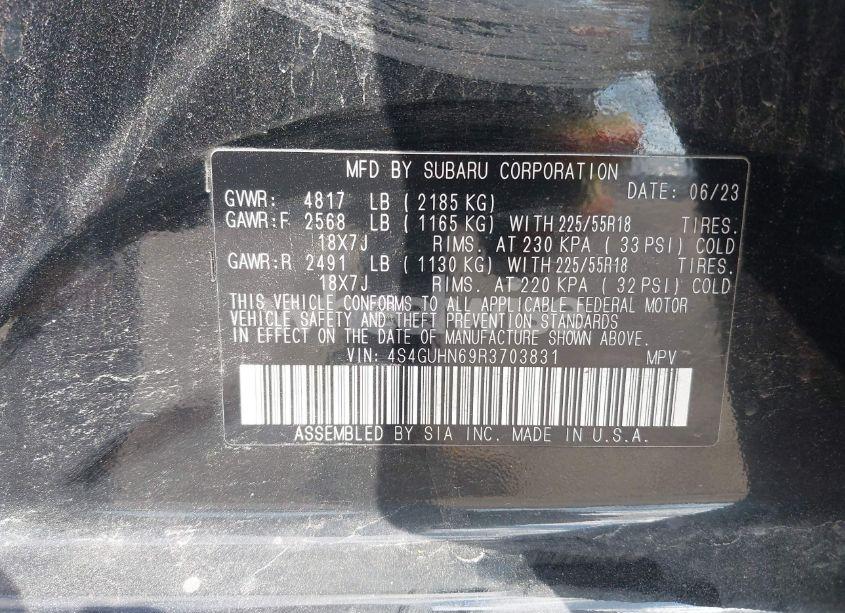 MFD BY SUBARU CORPORATION
DATE: 06/23
GVWR: 4817 LB ( 2185 KG)
GAWR:F 2568 LB ( 1165 KG) WITH 225/55R18 TIRES.
18X7J RIMS. AT 230 KPA ( 33 PSI) COLD
GAWR:R 2491 LB ( 1130 KG) WITH 225/55R18 TIRES.
18X7J RIMS. AT 220 KPA ( 32 PSI) COLD
THIS VEHICLE CONFORMS TO ALL APPLICABLE FEDERAL MOTOR
VEHICLE SAFETY AND THEFT PREVENTION STANDARDS
IN EFFECT ON THE DATE OF MANUFACTURE SHOWN ABOVE.
VIN: 4S4GUHN69R3703831 MPV
ASSEMBLED BY SIA INC. MADE IN U.S.A.